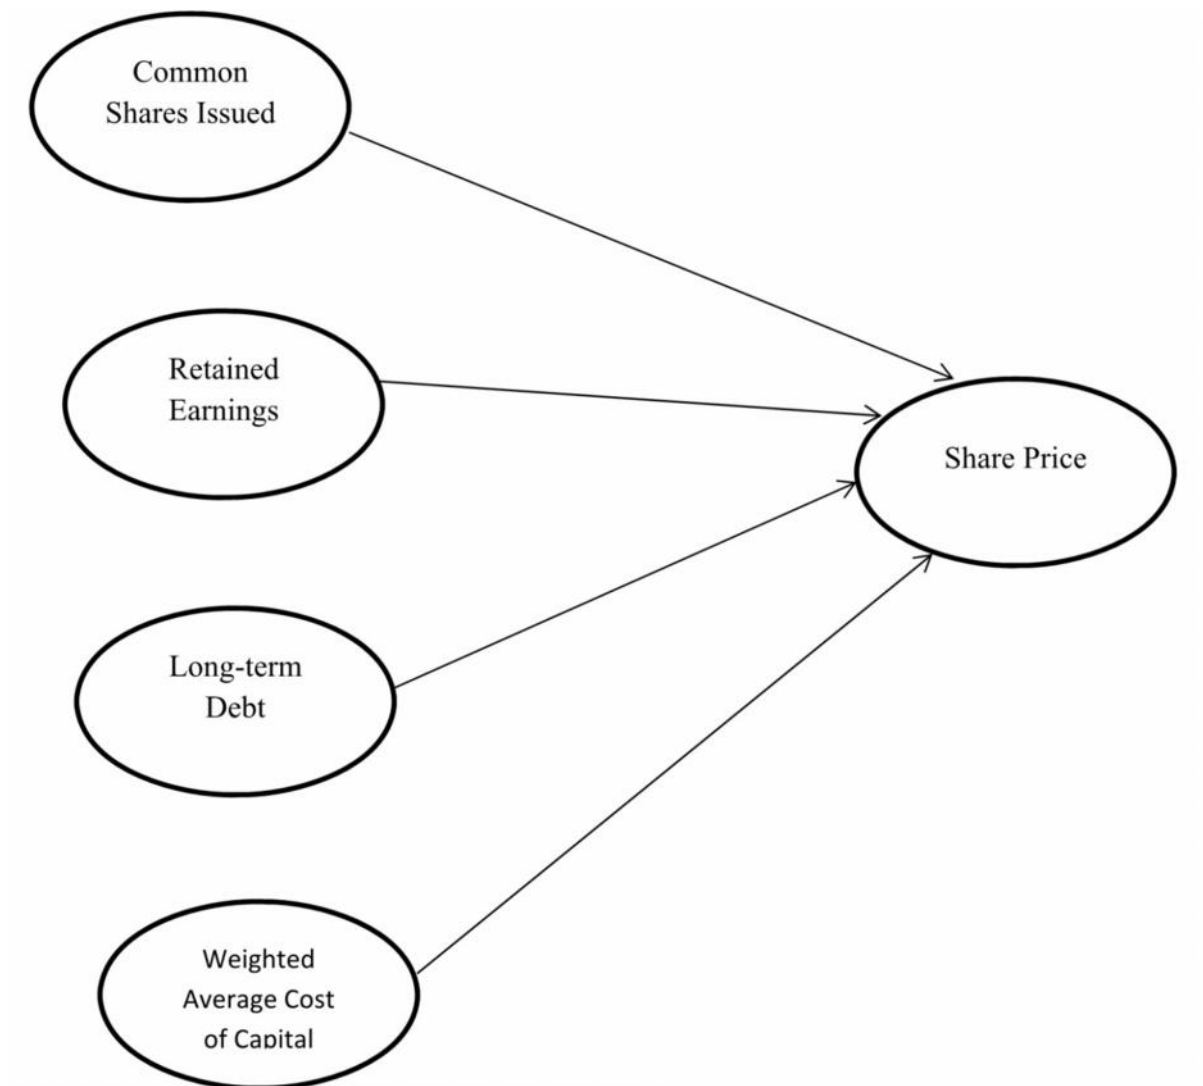 Common
Shares Issued
Retained
Earnings
Share Price
Long-term
Debt
Weighted
Average Cost
of Capital